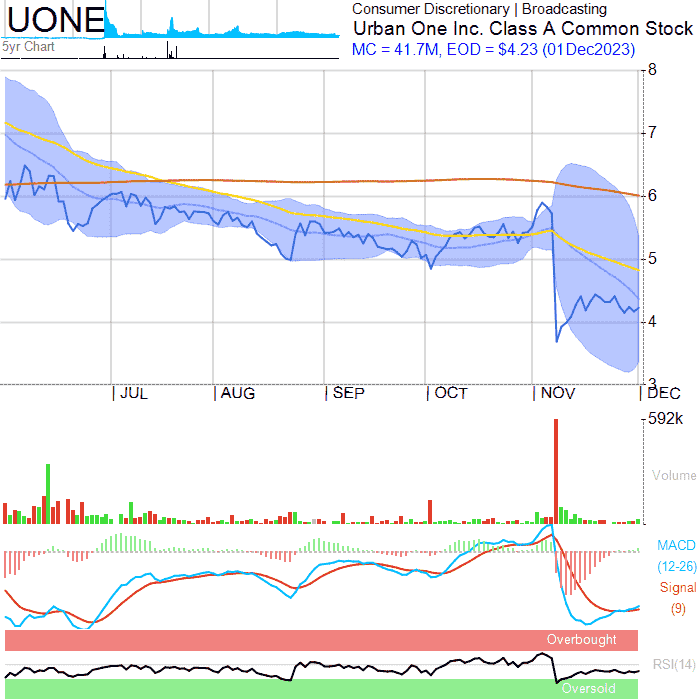 UONE
5yr Chart
Consumer Discretionary | Broadcasting
Urban One Inc. Class A Common Stock
MC = 41.7M, EOD = $4.23 (01Dec2023)
8
7
6
5
4
3
JUL AUG SEP OCT NOV DEC
592k
Volume
MACD
(12-26)
Signal
(9)
Overbought
RSI(14)
Oversold